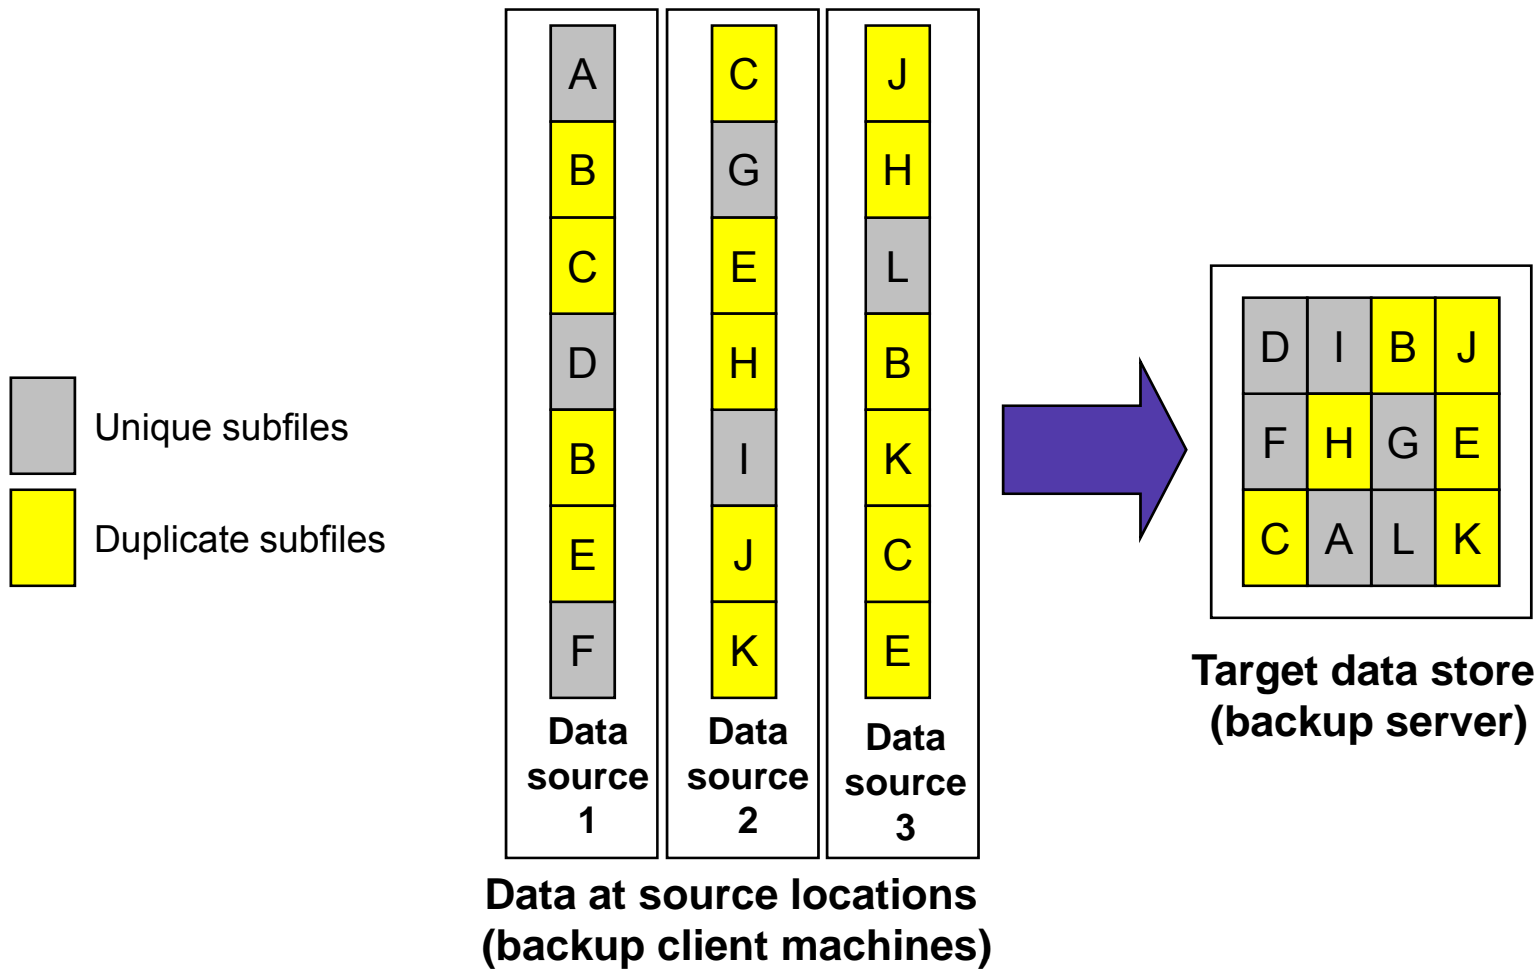 A
B
C
D
B
E
F
Data
source
1
C
G
E
H
I
J
K
Data
source
2
J
H
L
B
K
C
E
Data
source
3
Unique subfiles
Duplicate subfiles
D I B J
F H G E
C A L K
Target data store
(backup server)
Data at source locations
(backup client machines)